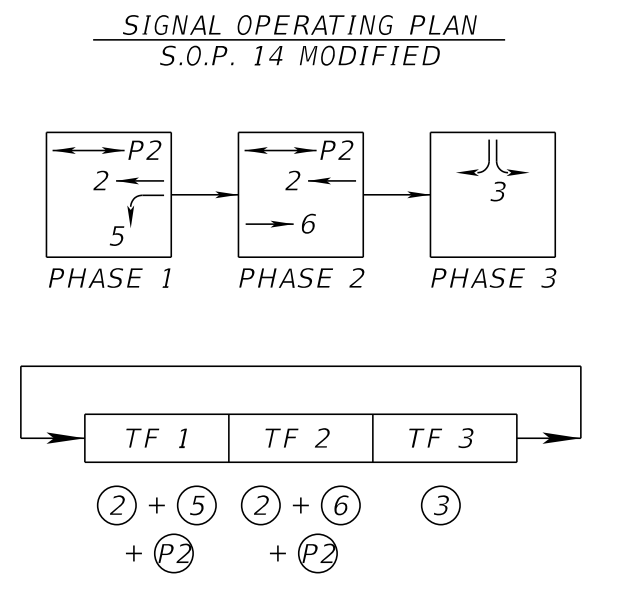 SIGNAL OPERATING PLAN
S.O.P. 14 MODIFIED
P2
2
5
P2
2
6
3
PHASE 1 PHASE 2 PHASE 3
TF 1 TF 2 TF 3
2 + 5 2 + 6 3
+ P2 + P2